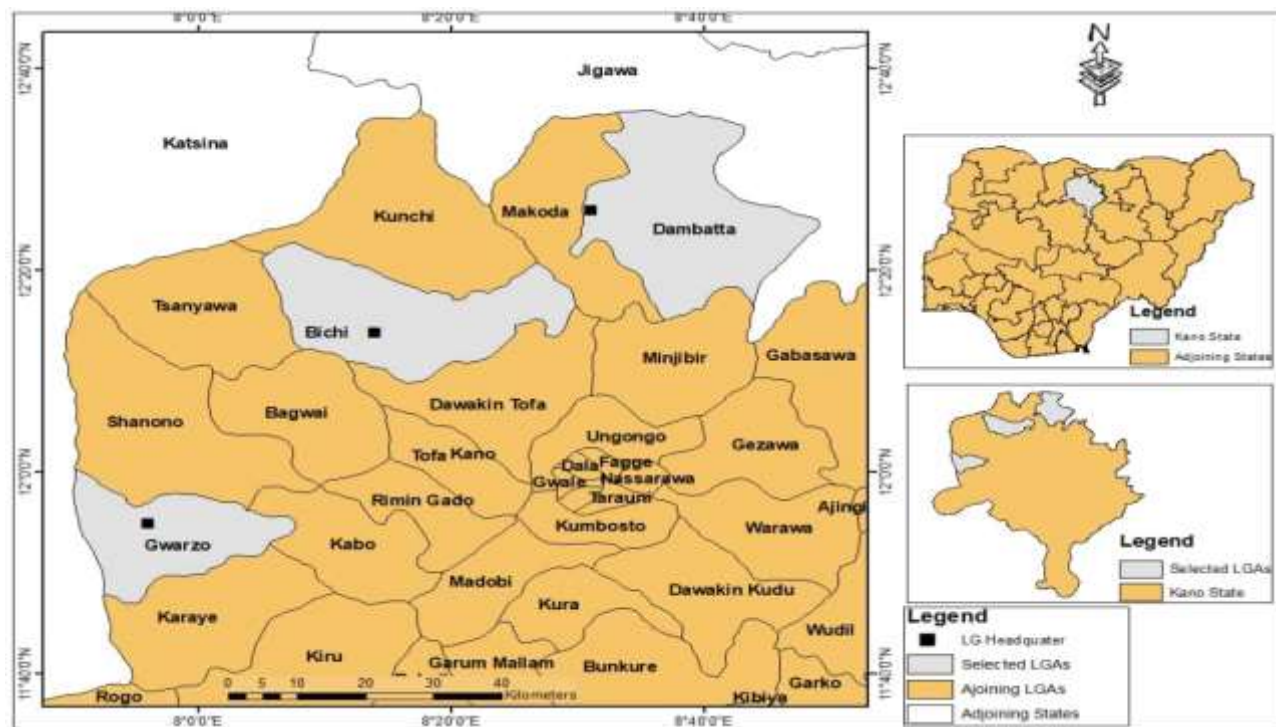 8°0'0"E
8°20'0"E
8°40'0"E
12°40'0"N
12°40'0"N
Jigawa
N
Katsina
Kunchi
Makoda
Dambatta
12°20'0"N
12°20'0"N
Tsanyawa
Bichi
Minjibir
Gabasawa
Legend
Kano State
Adjoining States
Shanono
Bagwai
Dawakin Tofa
Ungongo
Gezawa
Tofa Kano
Dala Fagge
12°0'0"N
12°0'0"N
Gwale Nassarawa
Rimin Gado
Taraum
Ajingi
Kumbosto
Warawa
Gwarzo
Kabo
Legend
Selected LGAs
Kano State
Madobi
Dawakin Kudu
Karaye
Kura
Wudil
Kiru
Garum Mallam
Bunkure
Legend
LG Headquater
Selected LGAs
Ajoining LGAs
Adjoining States
11°40'0"N
11°40'0"N
Garko
Rogo
0 5 10 20 30 40
Kilometers
Kibiya
8°0'0"E
8°20'0"E
8°40'0"E